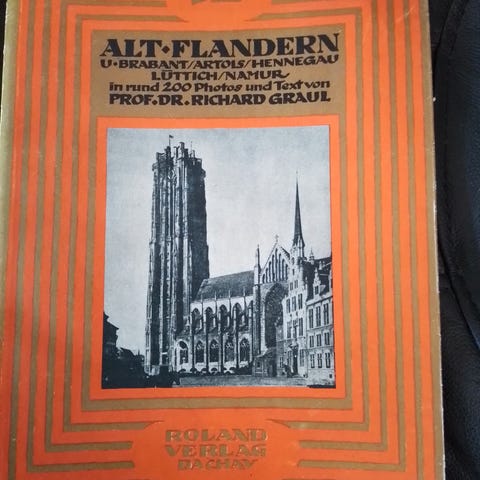 ALT·FLANDERN
U·BRABANT/ARTOIS/HENNEGAU
LÜTTICH/NAMUR
in rund 200 Photos und Text von
PROF.DR.RICHARD GRAUL
ROLAND
VERLAG
DACHAU